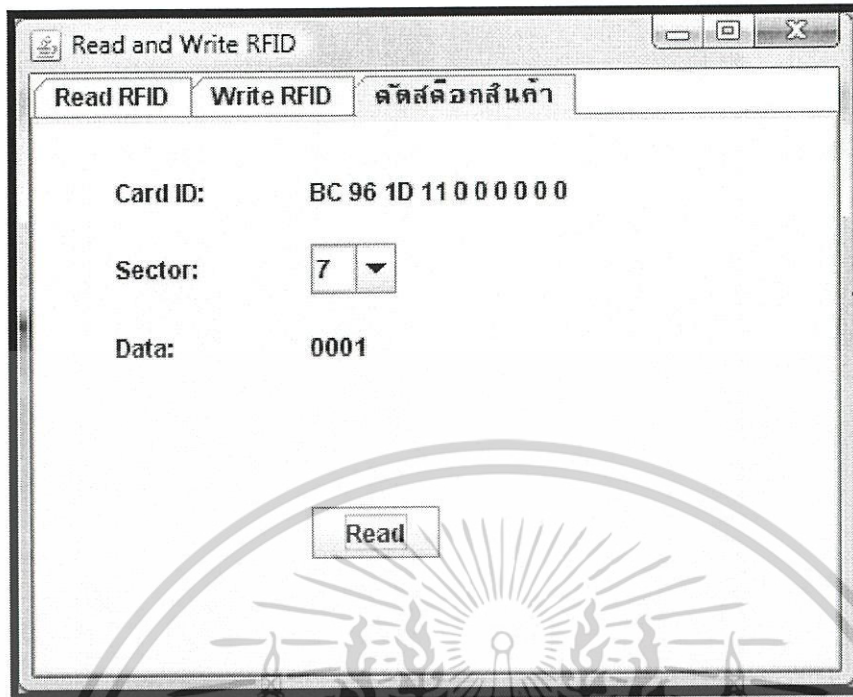 Read and Write RFID
Read RFID Write RFID ตัดสต๊อกสินค้า
Card ID: BC 96 1D 11 0 0 0 0 0 0
Sector: 7
Data: 0001
Read